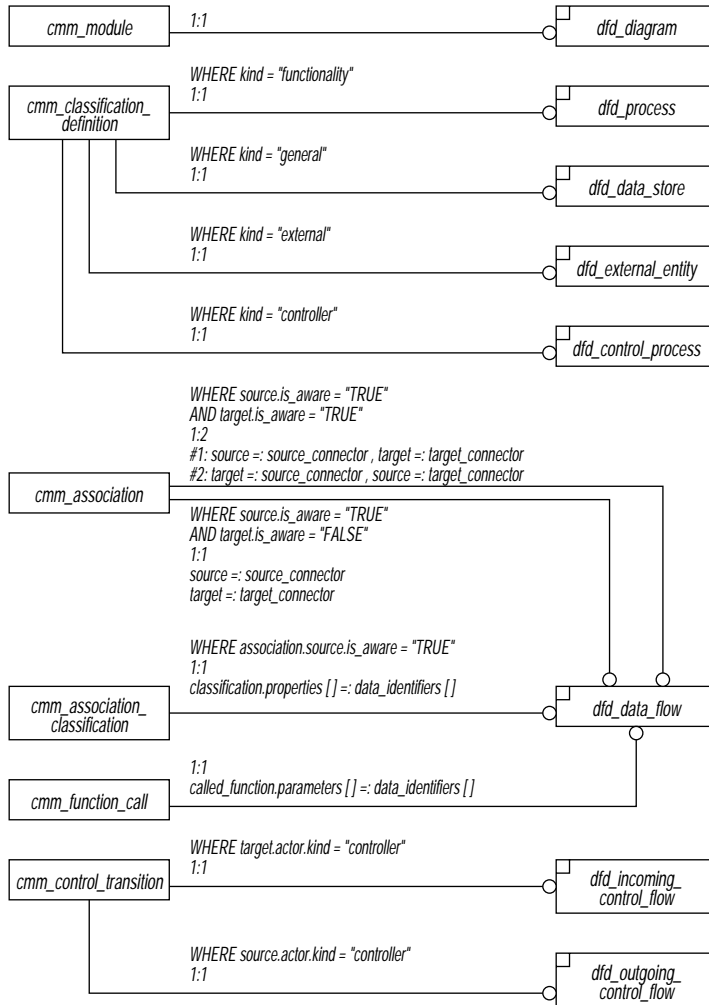 cmm_module
1:1
dfd_diagram
WHERE kind = "functionality"
1:1
cmm_classification_
definition
dfd_process
WHERE kind = "general"
1:1
dfd_data_store
WHERE kind = "external"
1:1
dfd_external_entity
WHERE kind = "controller"
1:1
dfd_control_process
WHERE source.is_aware = "TRUE"
AND target.is_aware = "TRUE"
1:2
#1: source =: source_connector , target =: target_connector
#2: target =: source_connector , source =: target_connector
cmm_association
WHERE source.is_aware = "TRUE"
AND target.is_aware = "FALSE"
1:1
source =: source_connector
target =: target_connector
WHERE association.source.is_aware = "TRUE"
1:1
classification.properties [ ] =: data_identifiers [ ]
cmm_association_
classification
dfd_data_flow
1:1
called_function.parameters [ ] =: data_identifiers [ ]
cmm_function_call
WHERE target.actor.kind = "controller"
1:1
cmm_control_transition
dfd_incoming_
control_flow
WHERE source.actor.kind = "controller"
1:1
dfd_outgoing_
control_flow